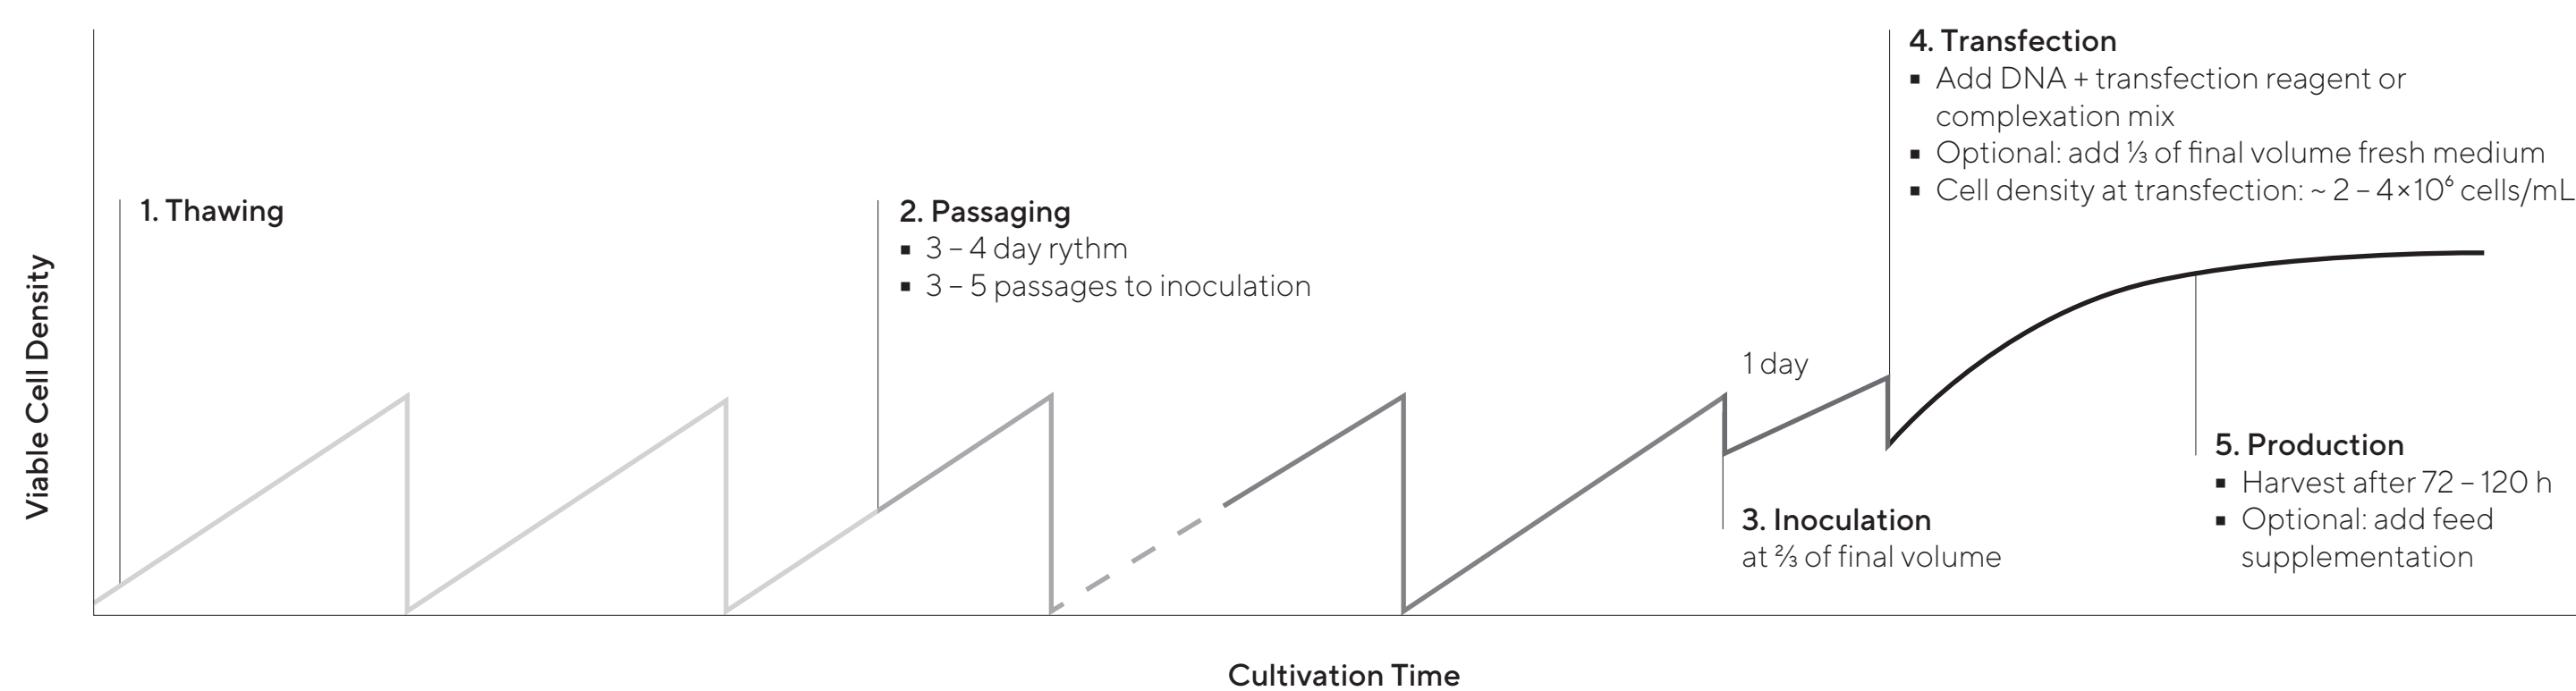 4. Transfection
▪ Add DNA + transfection reagent or
complexation mix
▪ Optional: add ⅓ of final volume fresh medium
▪ Cell density at transfection: ~ 2 – 4×10⁶ cells/mL
1. Thawing
2. Passaging
▪ 3 – 4 day rythm
▪ 3 – 5 passages to inoculation
Viable Cell Density
1 day
3. Inoculation
at ⅔ of final volume
5. Production
▪ Harvest after 72 – 120 h
▪ Optional: add feed
supplementation
Cultivation Time